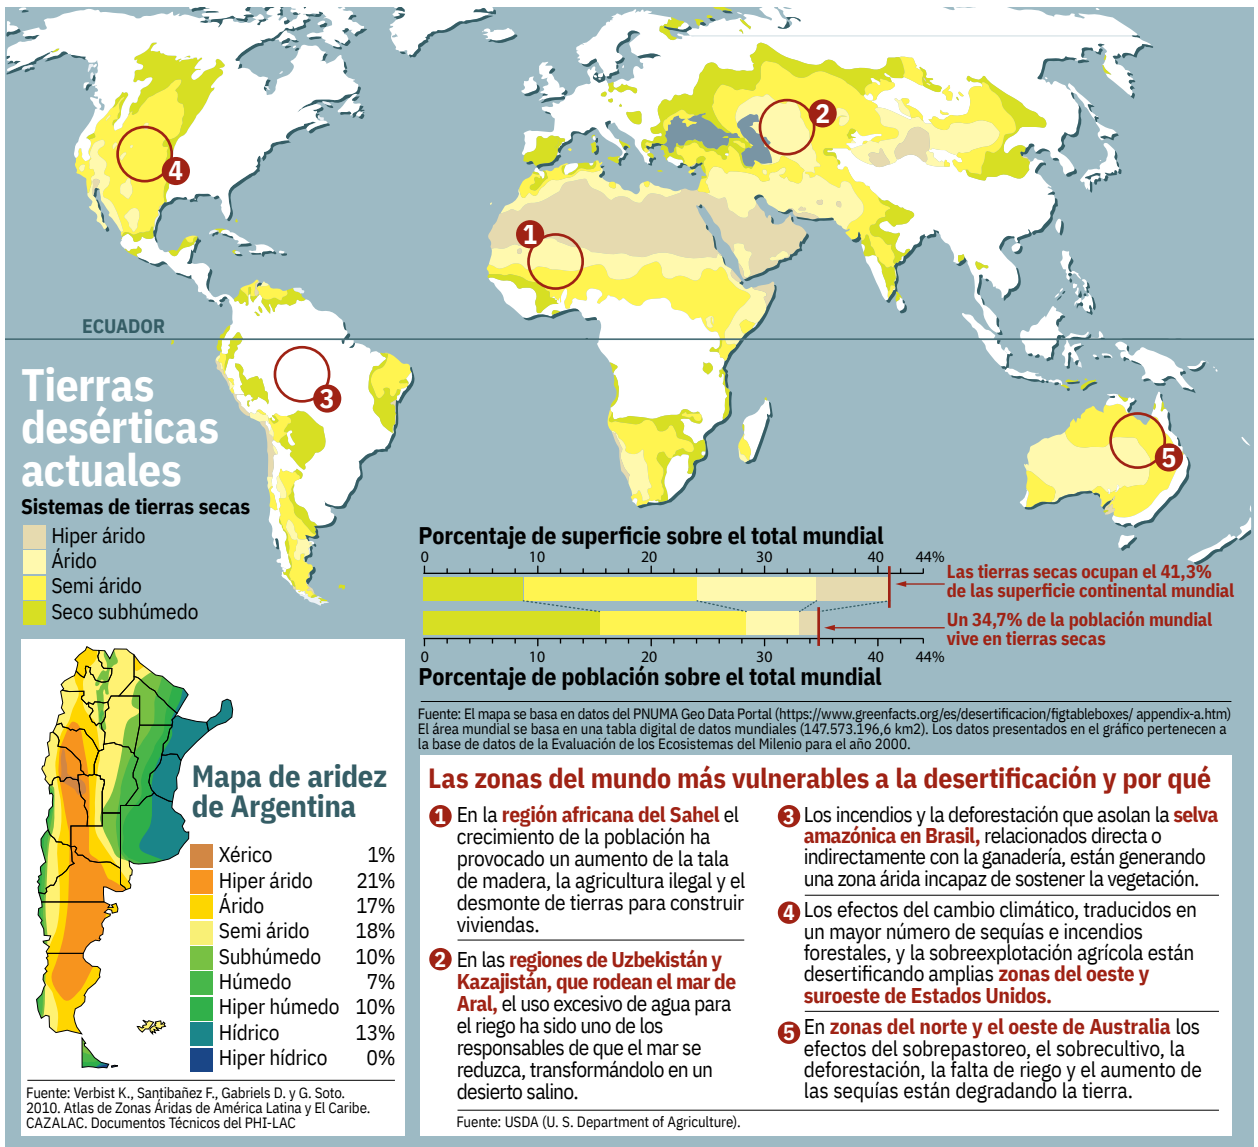 1
2
3
4
5
ECUADOR
Tierras
desérticas
actuales
Sistemas de tierras secas
Hiper árido
Árido
Semi árido
Seco subhúmedo
Porcentaje de superficie sobre el total mundial
0 10 20 30 40 44%
Las tierras secas ocupan el 41,3%
de las superficie continental mundial
Un 34,7% de la población mundial
vive en tierras secas
0 10 20 30 40 44%
Porcentaje de población sobre el total mundial
Fuente: El mapa se basa en datos del PNUMA Geo Data Portal (https://www.greenfacts.org/es/desertificacion/figtableboxes/ appendix-a.htm)
El área mundial se basa en una tabla digital de datos mundiales (147.573.196,6 km2). Los datos presentados en el gráfico pertenecen a
la base de datos de la Evaluación de los Ecosistemas del Milenio para el año 2000.
Mapa de aridez
de Argentina
Xérico 1%
Hiper árido 21%
Árido 17%
Semi árido 18%
Subhúmedo 10%
Húmedo 7%
Hiper húmedo 10%
Hídrico 13%
Hiper hídrico 0%
Fuente: Verbist K., Santibañez F., Gabriels D. y G. Soto.
2010. Atlas de Zonas Áridas de América Latina y El Caribe.
CAZALAC. Documentos Técnicos del PHI-LAC
Las zonas del mundo más vulnerables a la desertificación y por qué
1 En la región africana del Sahel el
crecimiento de la población ha
provocado un aumento de la tala
de madera, la agricultura ilegal y el
desmonte de tierras para construir
viviendas.
2 En las regiones de Uzbekistán y
Kazajistán, que rodean el mar de
Aral, el uso excesivo de agua para
el riego ha sido uno de los
responsables de que el mar se
reduzca, transformándolo en un
desierto salino.
3 Los incendios y la deforestación que asolan la selva
amazónica en Brasil, relacionados directa o
indirectamente con la ganadería, están generando
una zona árida incapaz de sostener la vegetación.
4 Los efectos del cambio climático, traducidos en
un mayor número de sequías e incendios
forestales, y la sobreexplotación agrícola están
desertificando amplias zonas del oeste y
suroeste de Estados Unidos.
5 En zonas del norte y el oeste de Australia los
efectos del sobrepastoreo, el sobrecultivo, la
deforestación, la falta de riego y el aumento de
las sequías están degradando la tierra.
Fuente: USDA (U. S. Department of Agriculture).